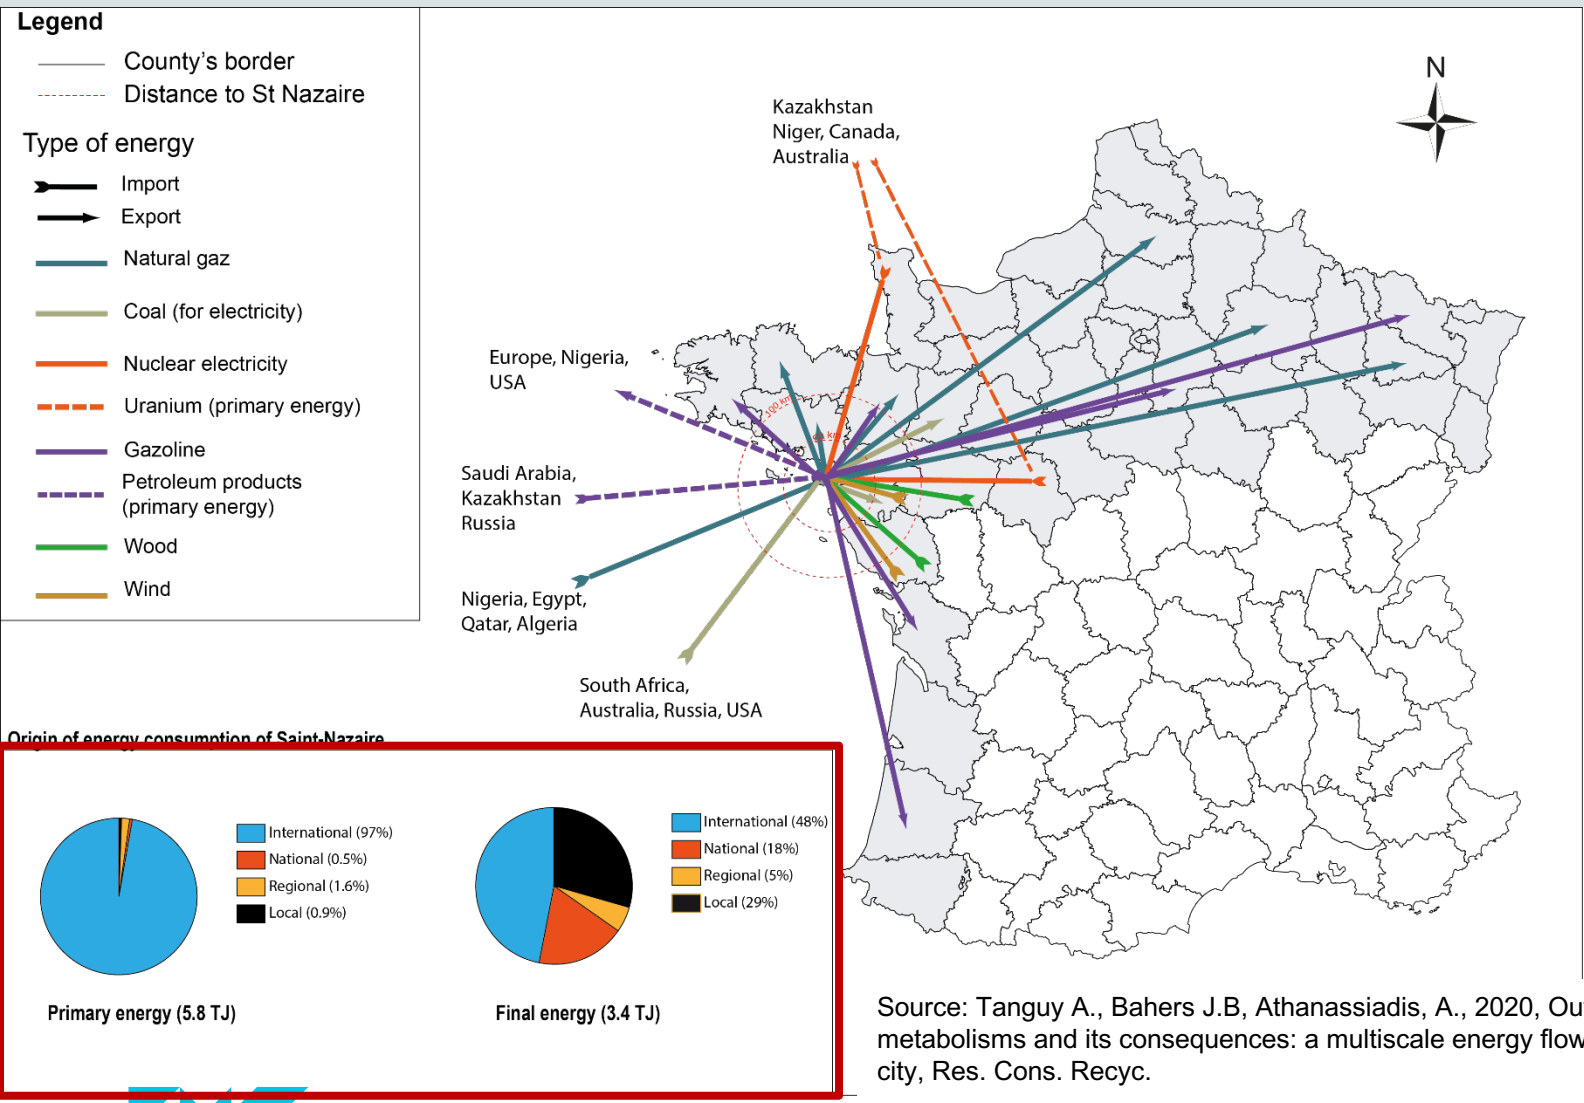 Legend
County's border
Distance to St Nazaire
Type of energy
Import
Export
Natural gaz
Coal (for electricity)
Nuclear electricity
Uranium (primary energy)
Gazoline
Petroleum products
(primary energy)
Wood
Wind
N
Kazakhstan
Niger, Canada,
Australia
Europe, Nigeria,
USA
100 km
km
Saudi Arabia,
Kazakhstan
Russia
Nigeria, Egypt,
Qatar, Algeria
South Africa,
Australia, Russia, USA
Origin of energy consumption of Saint-Nazaire
International (97%)
National (0.5%)
Regional (1.6%)
Local (0.9%)
Primary energy (5.8 TJ)
International (48%)
National (18%)
Regional (5%)
Local (29%)
Final energy (3.4 TJ)
Source: Tanguy A., Bahers J.B, Athanassiadis, A., 2020, Ou
metabolisms and its consequences: a multiscale energy flow
city, Res. Cons. Recyc.